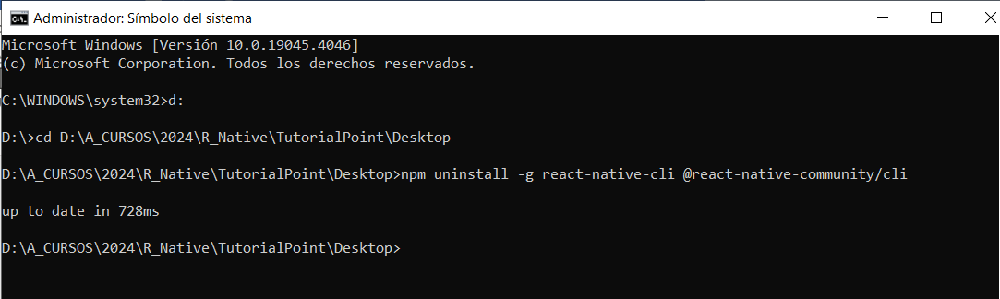 Administrador: Símbolo del sistema
Microsoft Windows [Versión 10.0.19045.4046]
(c) Microsoft Corporation. Todos los derechos reservados.
C:\WINDOWS\system32>d:
D:\>cd D:\A_CURSOS\2024\R_Native\TutorialPoint\Desktop
D:\A_CURSOS\2024\R_Native\TutorialPoint\Desktop>npm uninstall -g react-native-cli @react-native-community/cli
up to date in 728ms
D:\A_CURSOS\2024\R_Native\TutorialPoint\Desktop>